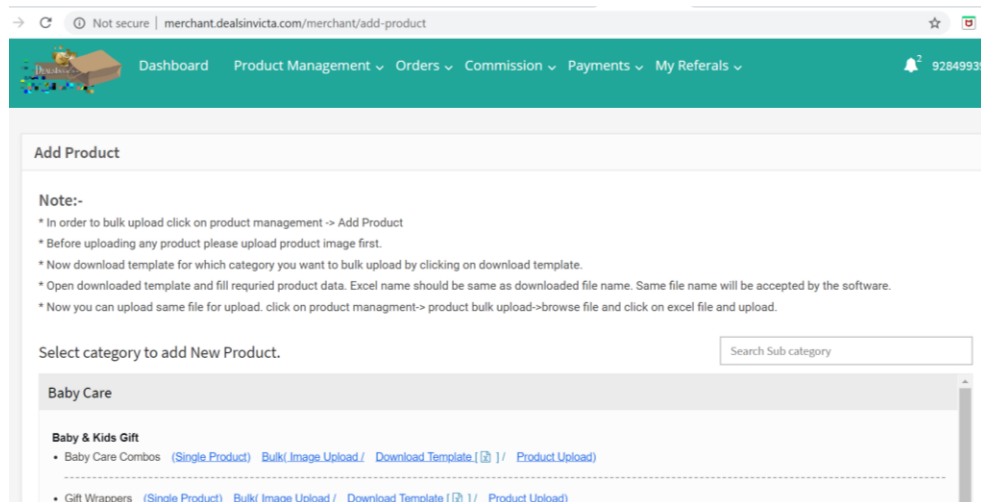 Not secure | merchant.dealsinvicta.com/merchant/add-product
Dashboard Product Management Orders Commission Payments My Referals 2 9284993
Add Product
Note:-
* In order to bulk upload click on product management -> Add Product
* Before uploading any product please upload product image first.
* Now download template for which category you want to bulk upload by clicking on download template.
* Open downloaded template and fill requried product data. Excel name should be same as downloaded file name. Same file name will be accepted by the software.
* Now you can upload same file for upload. click on product managment-> product bulk upload->browse file and click on excel file and upload.
Select category to add New Product. Search Sub category
Baby Care
Baby & Kids Gift
• Baby Care Combos (Single Product) Bulk( Image Upload / Download Template [ ] / Product Upload)
• Gift Wrappers (Single Product) Bulk( Image Upload / Download Template [ ] / Product Upload)